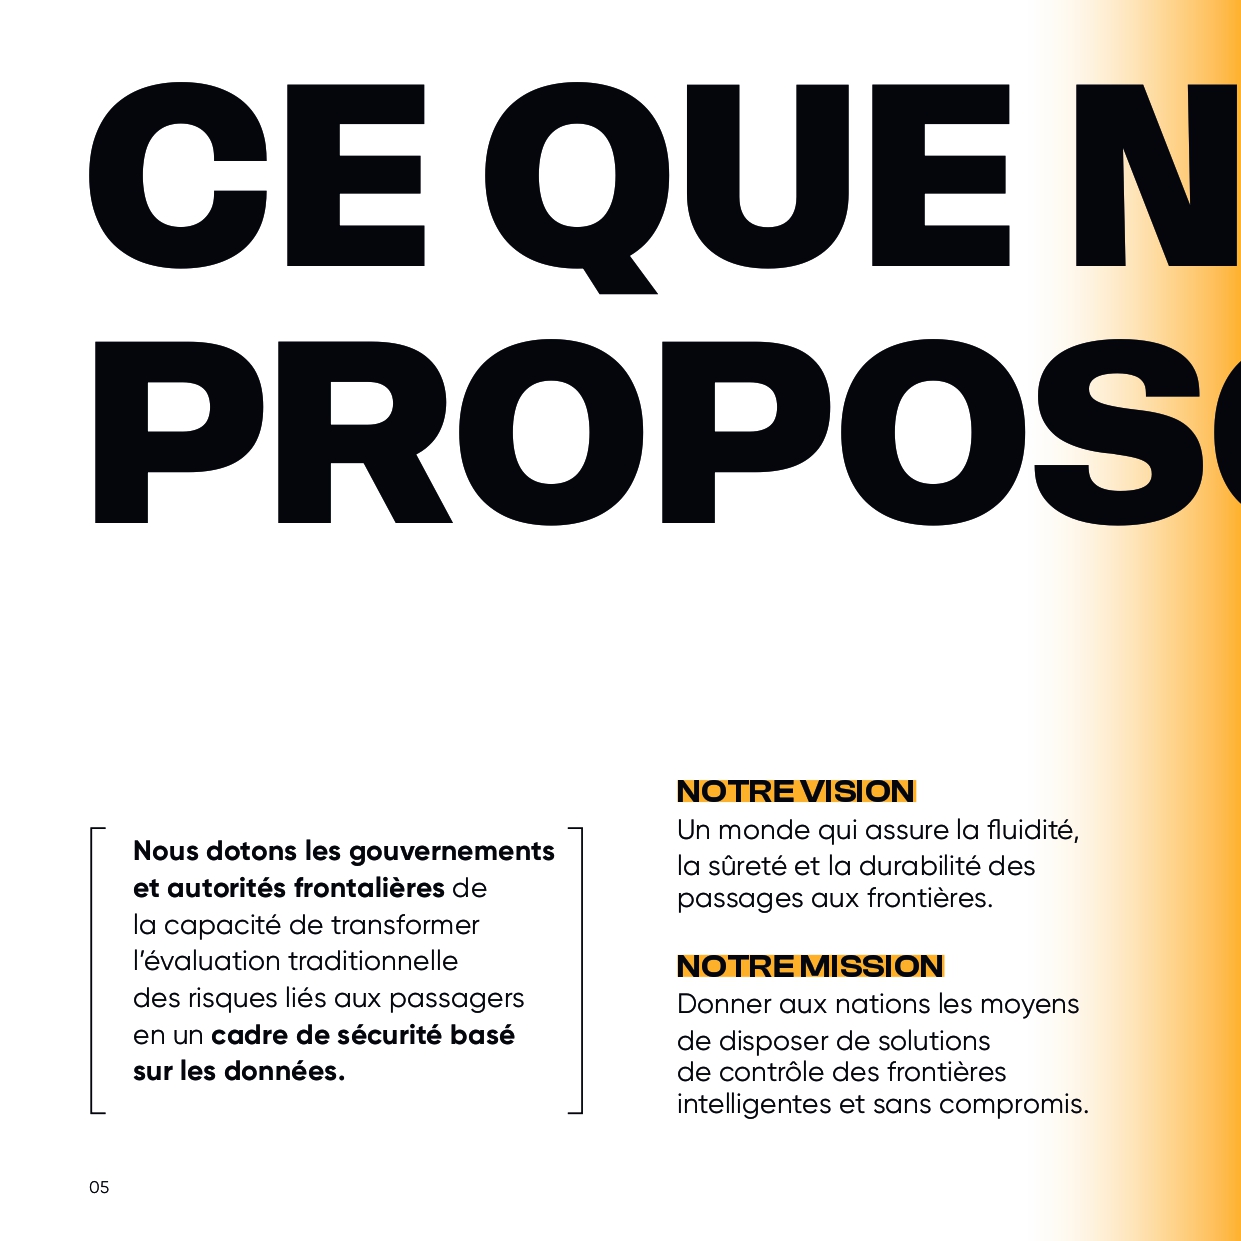 CE QUE N
PROPOSO
Nous dotons les gouvernements
et autorités frontalières de
la capacité de transformer
l’évaluation traditionnelle
des risques liés aux passagers
en un cadre de sécurité basé
sur les données.
NOTRE VISION
Un monde qui assure la fluidité,
la sûreté et la durabilité des
passages aux frontières.
NOTRE MISSION
Donner aux nations les moyens
de disposer de solutions
de contrôle des frontières
intelligentes et sans compromis.
05